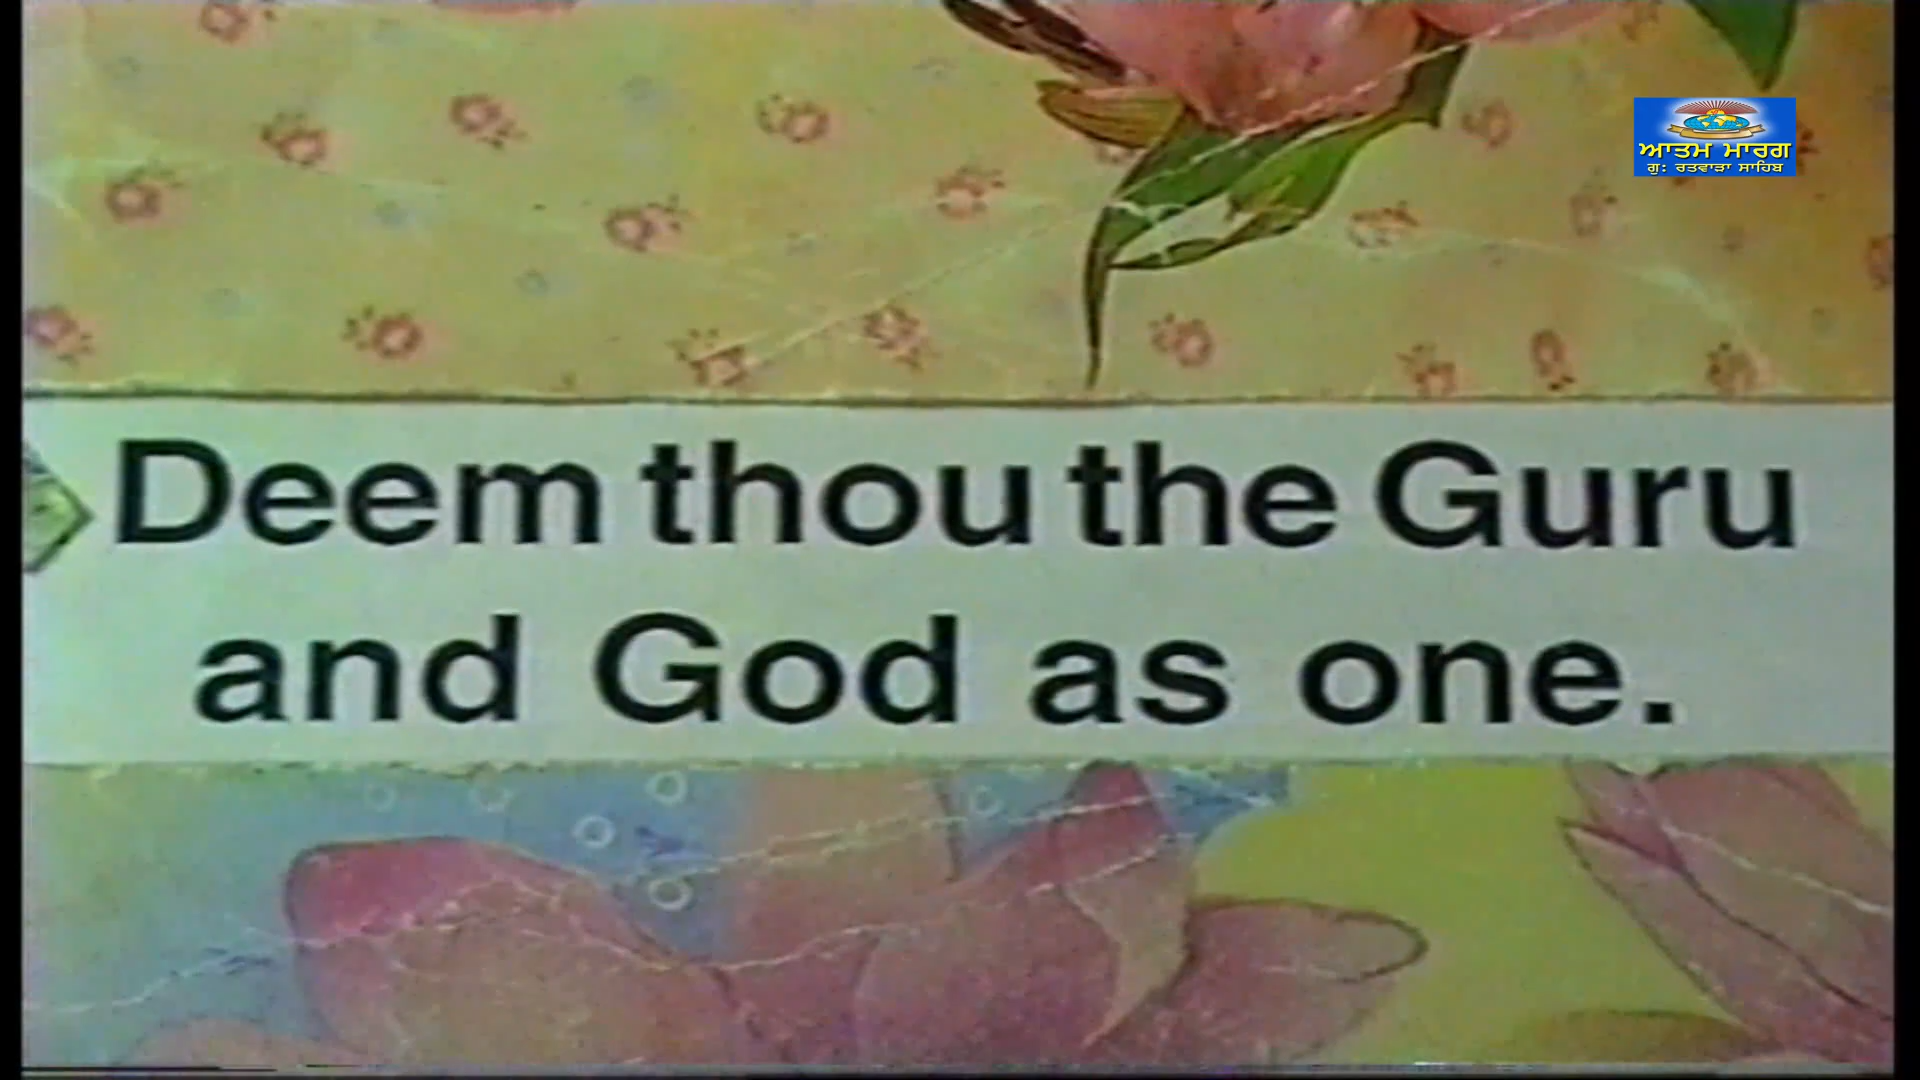 ਆਤਮ ਮਾਰਗ
ਗੁ: ਰਤਵਾੜਾ ਸਾਹਿਬ
Deem thou the Guru
and God as one.